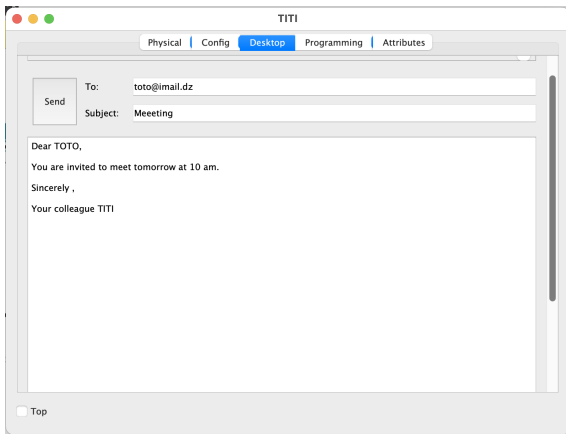 TITI
Physical Config Desktop Programming Attributes
To: toto@imail.dz
Send
Subject: Meeeting
Dear TOTO,
You are invited to meet tomorrow at 10 am.
Sincerely ,
Your colleague TITI
Top